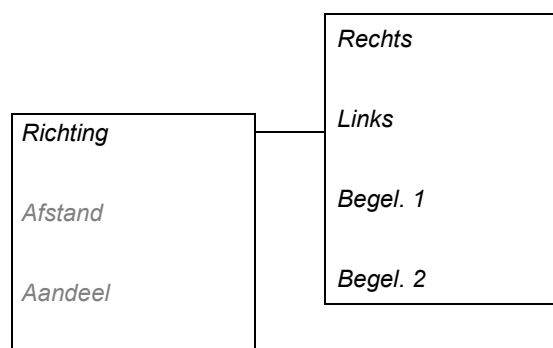 Rechts
Links
Begel. 1
Begel. 2
Richting
Afstand
Aandeel